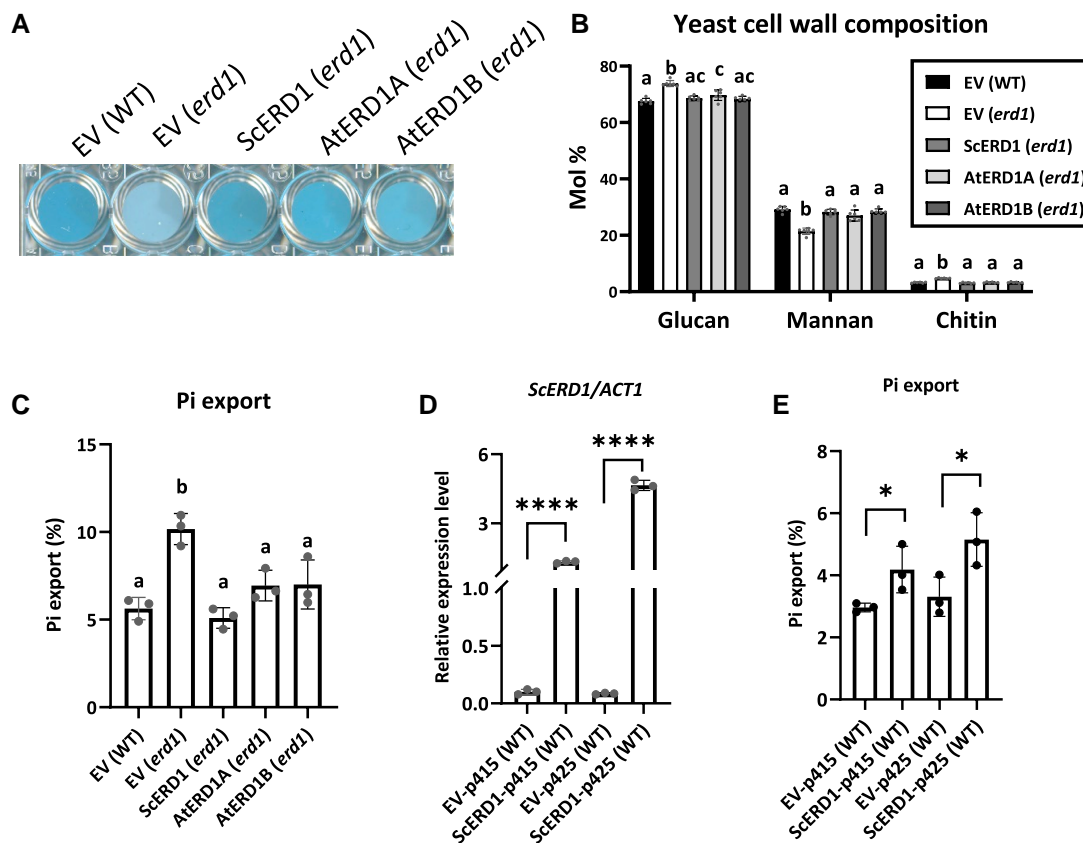 A
EV (WT)
EV (erd1)
ScERD1 (erd1)
AtERD1A (erd1)
AtERD1B (erd1)
B
Yeast cell wall composition
Mol %
80
60
40
20
0
a b ac c ac
a b a a a
a b a a a
Glucan Mannan Chitin
EV (WT)
EV (erd1)
ScERD1 (erd1)
AtERD1A (erd1)
AtERD1B (erd1)
C
Pi export
Pi export (%)
15
10
5
0
a b a a a
EV (WT)
EV (erd1)
ScERD1 (erd1)
AtERD1A (erd1)
AtERD1B (erd1)
D
ScERD1/ACT1
Relative expression level
6
3
1.0
0.5
0.0
****
****
EV-p415 (WT)
ScERD1-p415 (WT)
EV-p425 (WT)
ScERD1-p425 (WT)
E
Pi export
Pi export (%)
8
6
4
2
0
*
*
EV-p415 (WT)
ScERD1-p415 (WT)
EV-p425 (WT)
ScERD1-p425 (WT)